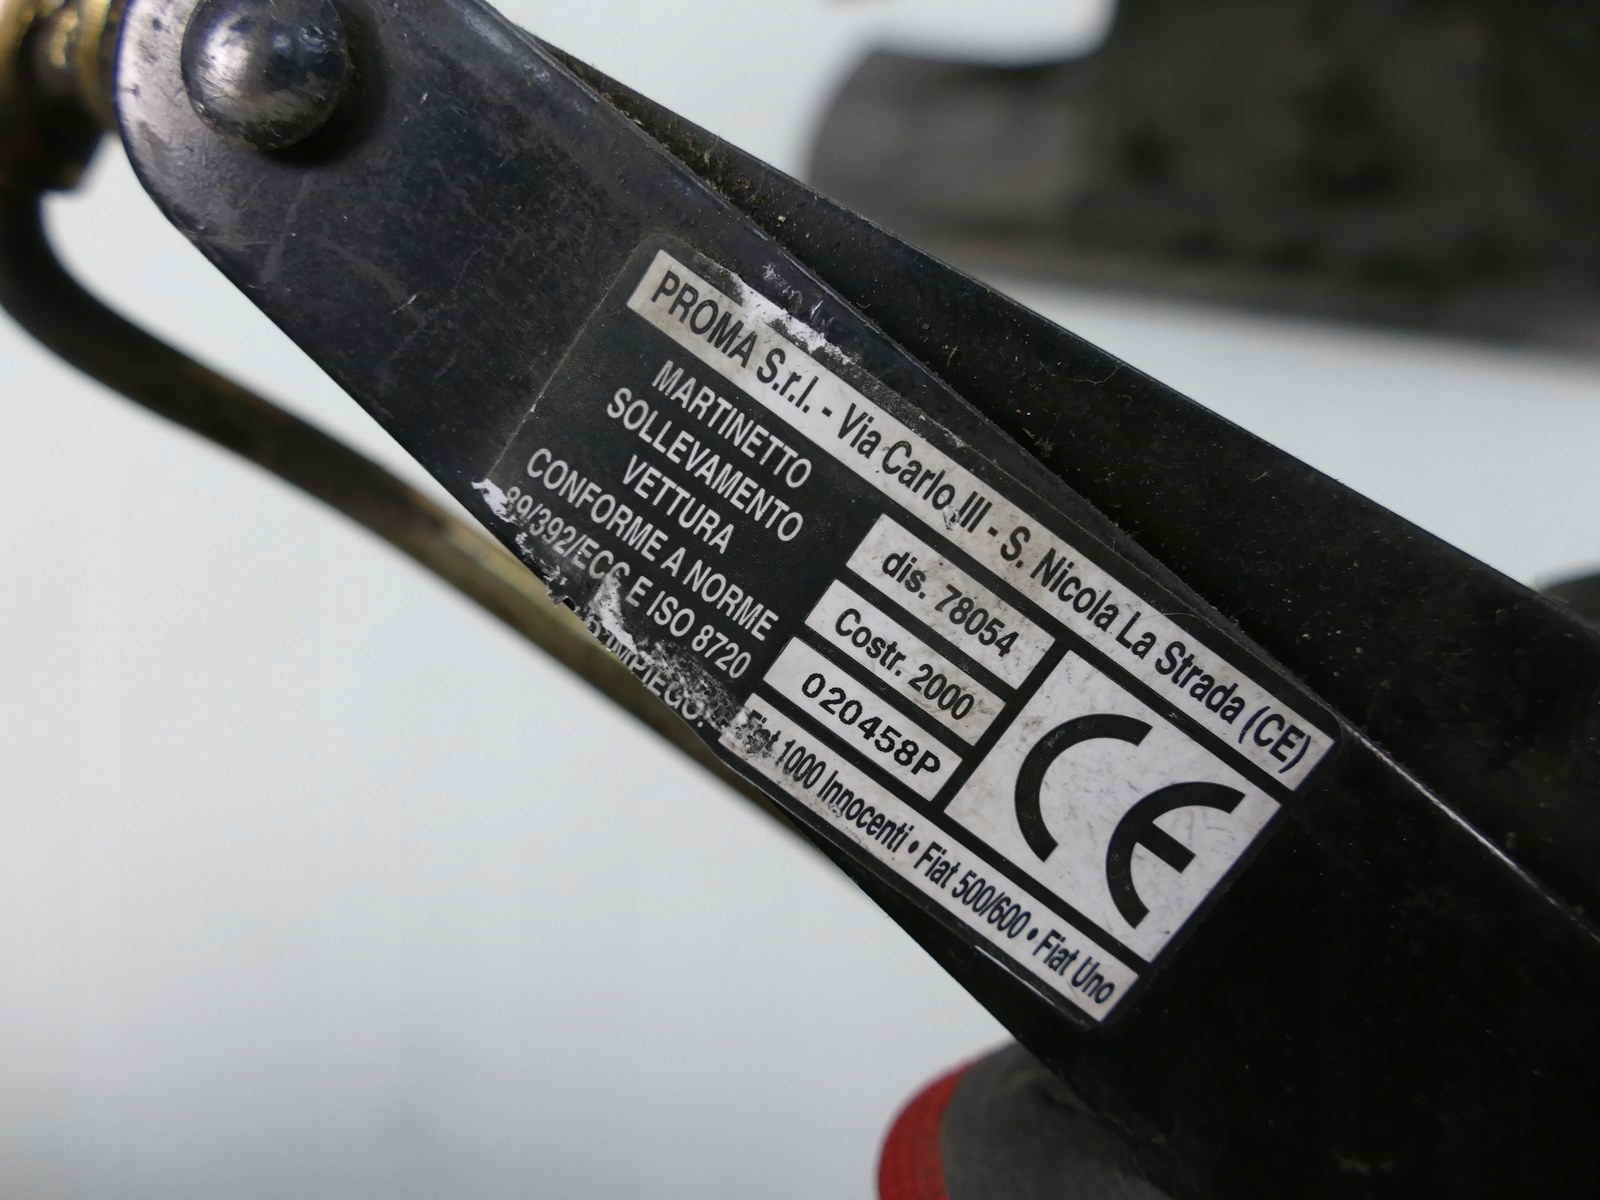 PROMA S.r.l. - Via Carlo III - S. Nicola La Strada (CE)
MARTINETTO
SOLLEVAMENTO
VETTURA
CONFORME A NORME
89/392/ECC E ISO 8720
dis. 78054
Costr. 2000
020458P
CE
Fiat 1000 Innocenti • Fiat 500/600 • Fiat Uno